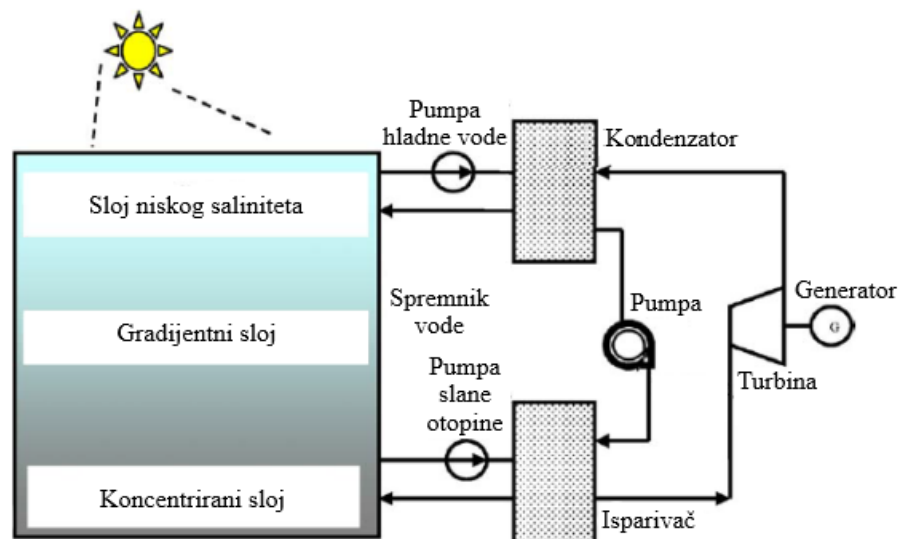 Pumpa
hladne vode
Kondenzator
Sloj niskog saliniteta
Spremnik
vode
Gradijentni sloj
Pumpa
Generator
G
Turbina
Pumpa
slane
otopine
Koncentrirani sloj
Isparivač